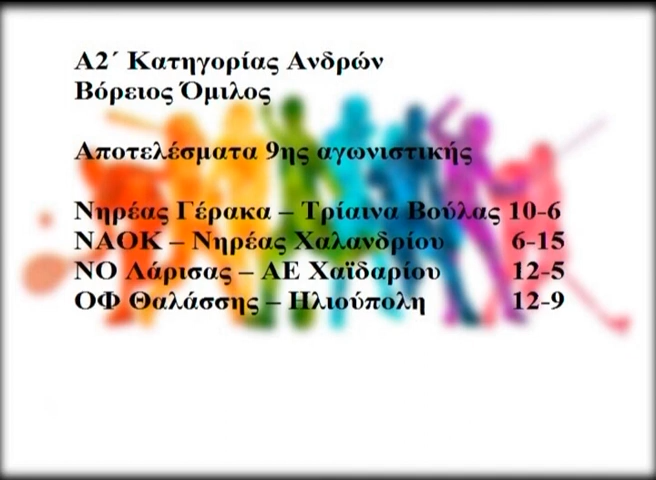 Α2΄ Κατηγορίας Ανδρών
Βόρειος Όμιλος
Αποτελέσματα 9ης αγωνιστικής
Νηρέας Γέρακα – Τρίαινα Βούλας 10-6
ΝΑΟΚ – Νηρέας Χαλανδρίου 6-15
ΝΟ Λάρισας – ΑΕ Χαϊδαρίου 12-5
ΟΦ Θαλάσσης – Ηλιούπολη 12-9